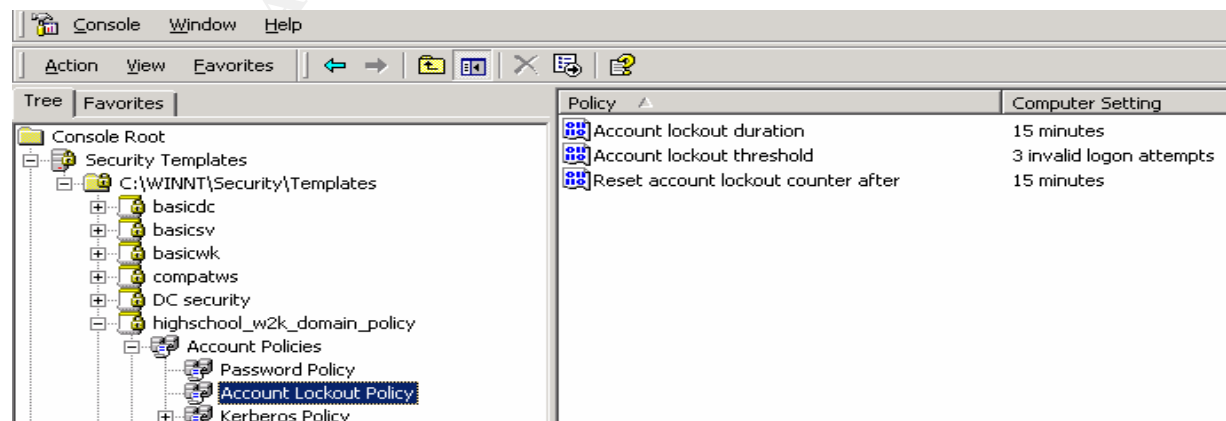 Console Window Help
Action View Favorites
Tree Favorites
Console Root
Security Templates
C:\WINNT\Security\Templates
basicdc
basicsv
basicwk
compatws
DC security
highschool_w2k_domain_policy
Account Policies
Password Policy
Account Lockout Policy
Kerberos Policy
Policy Computer Setting
Account lockout duration 15 minutes
Account lockout threshold 3 invalid logon attempts
Reset account lockout counter after 15 minutes